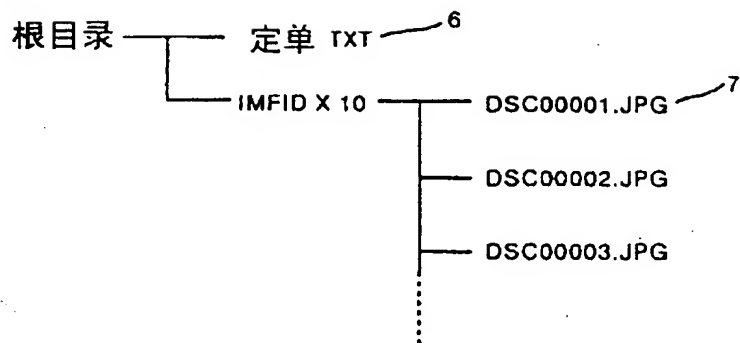 根目录 定单 TXT 6
IMFID X 10 DSC00001.JPG 7
DSC00002.JPG
DSC00003.JPG